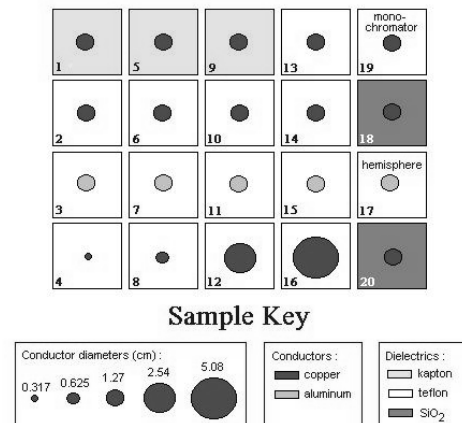 mono-
chromator
1
5
9
13
19
2
6
10
14
18
hemisphere
3
7
11
15
17
4
8
12
16
20
Sample Key
Conductor diameters (cm) :
0.317 0.625 1.27 2.54 5.08
Conductors :
copper
aluminum
Dielectrics :
kapton
teflon
SiO2